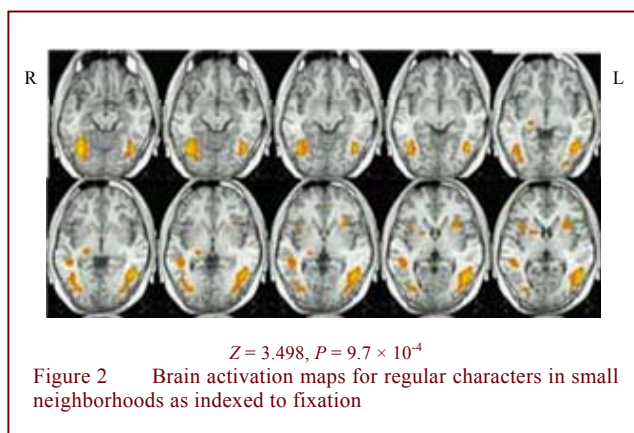 R L
Z = 3.498, P = 9.7 × 10⁻⁴
Figure 2 Brain activation maps for regular characters in small
neighborhoods as indexed to fixation